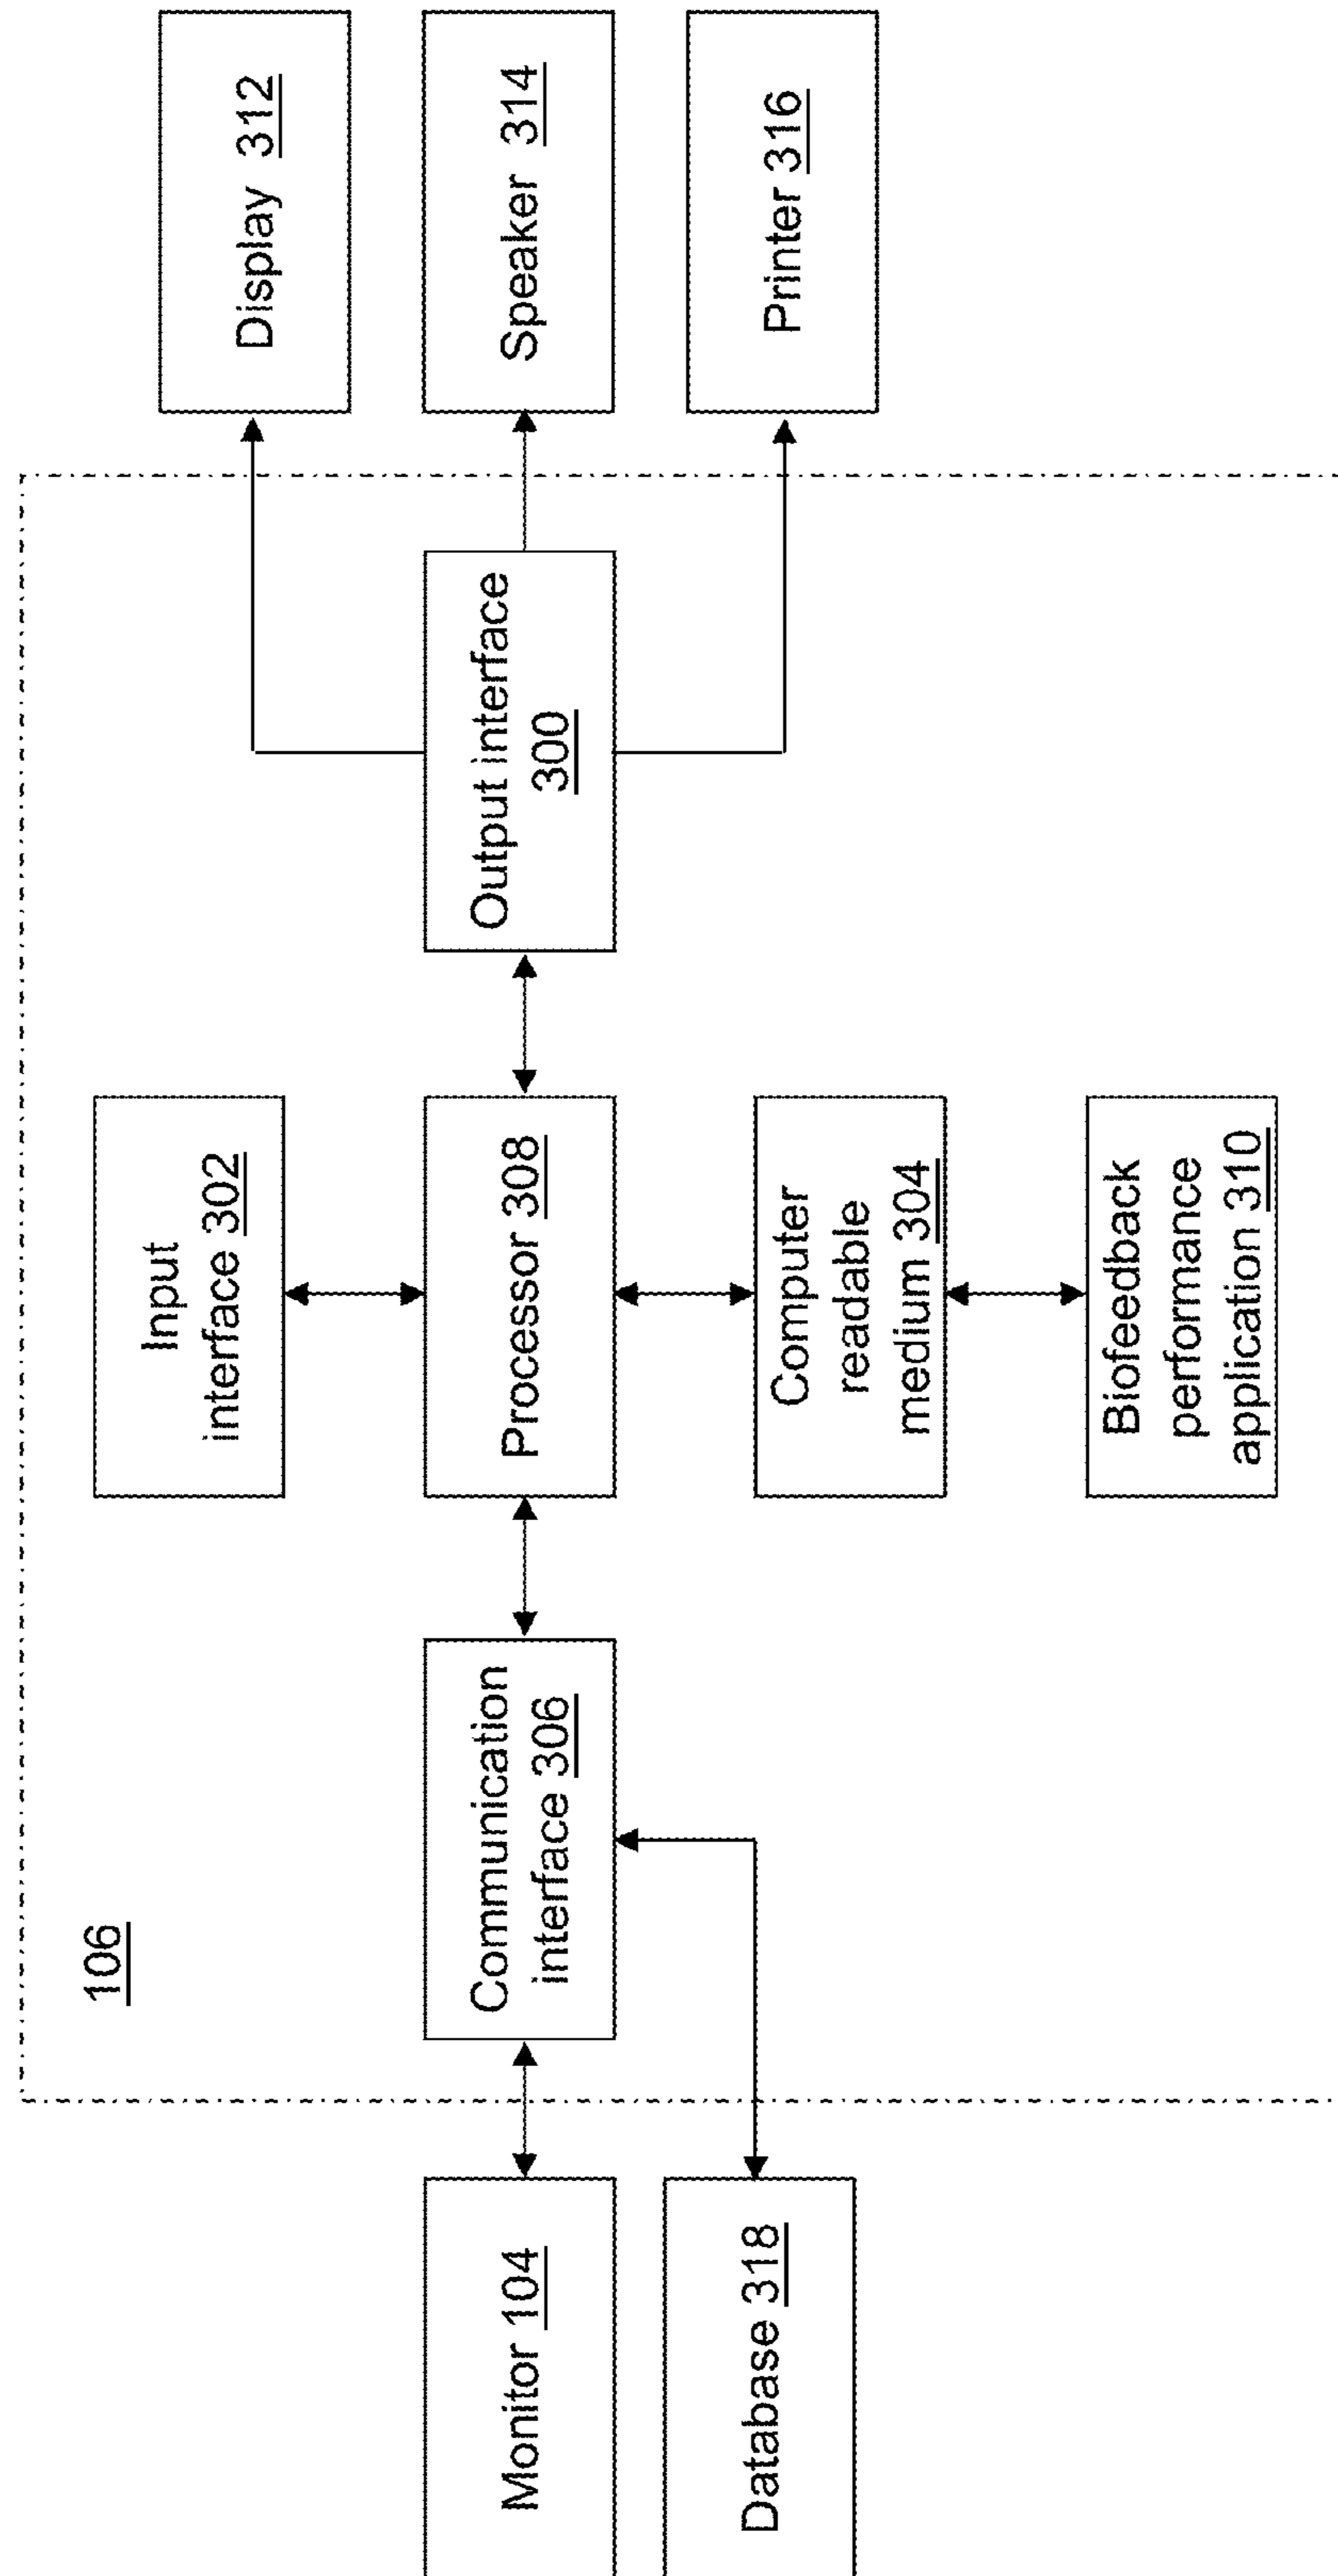 106
Monitor 104
Database 318
Communication
interface 306
Input
interface 302
Processor 308
Computer
readable
medium 304
Biofeedback
performance
application 310
Output interface
300
Display 312
Speaker 314
Printer 316